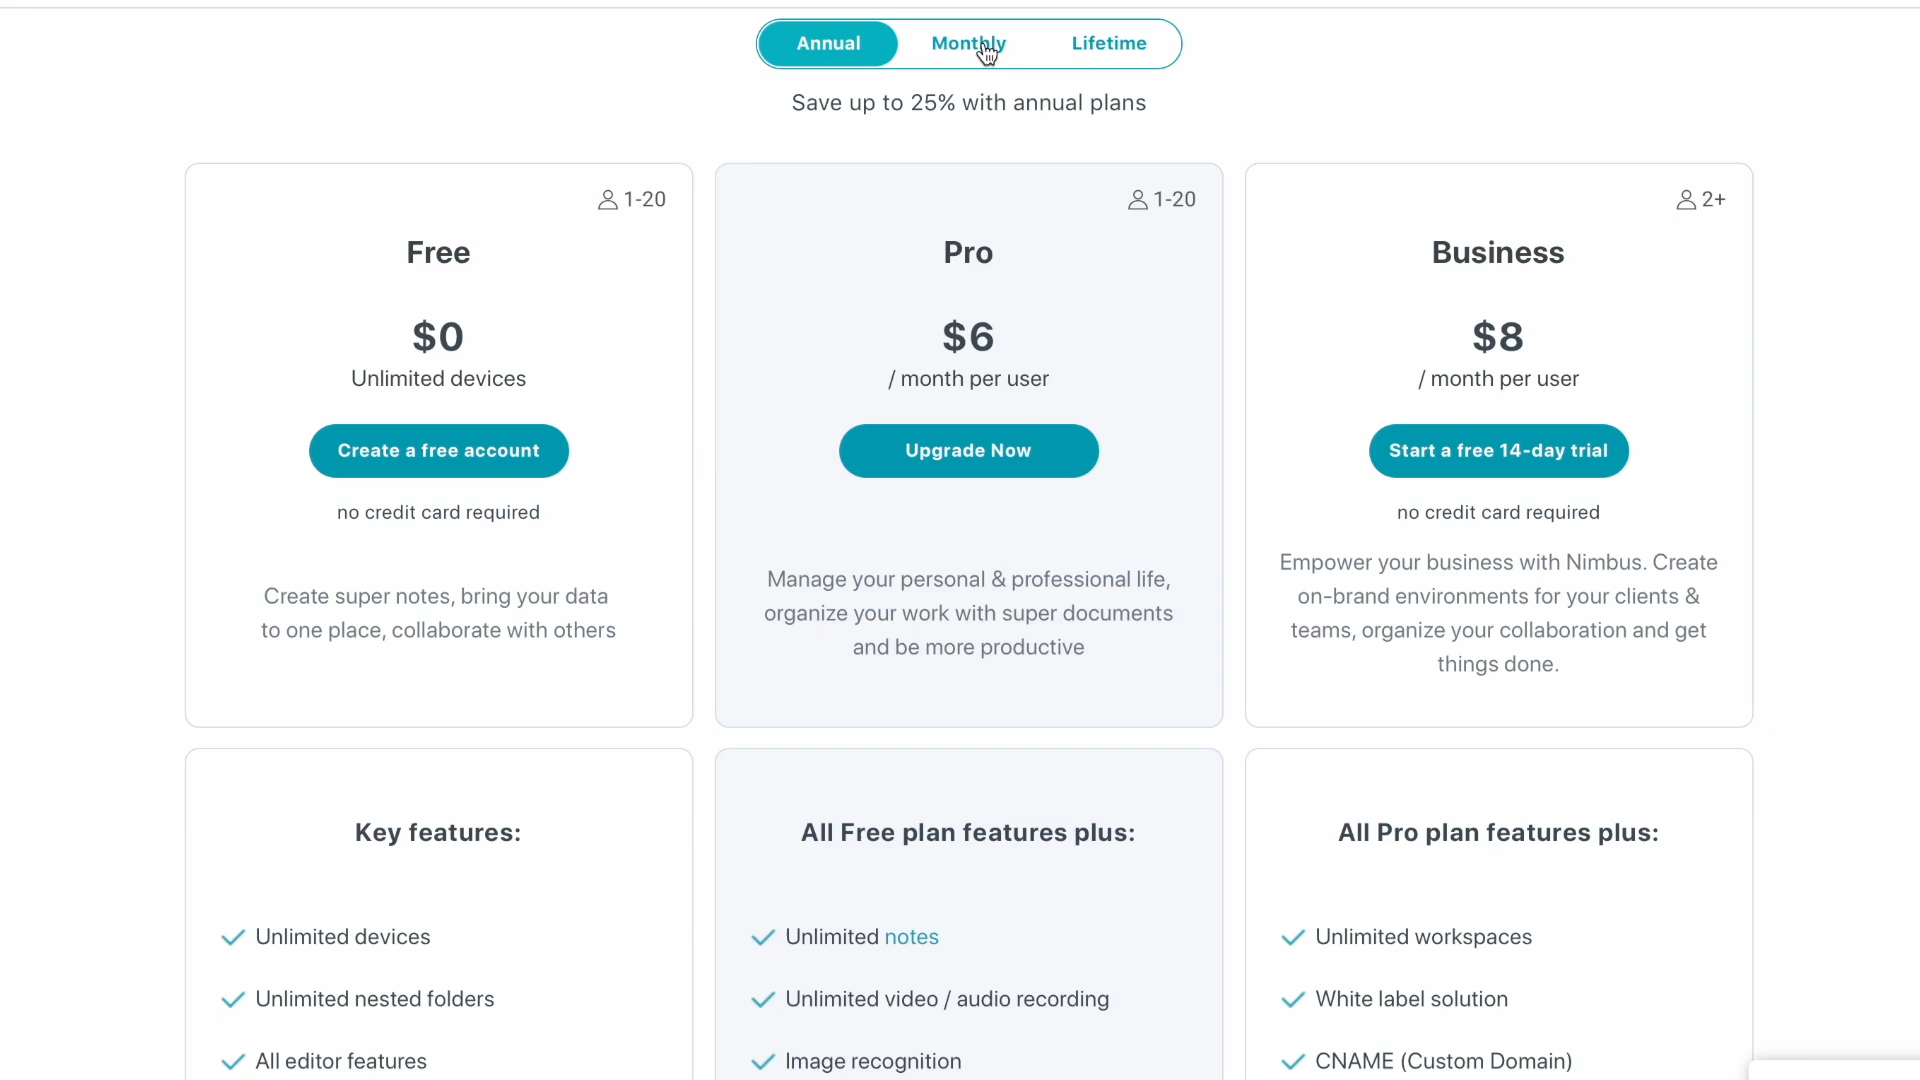 Annual Monthly Lifetime
Save up to 25% with annual plans
1-20
Free
$0
Unlimited devices
Create a free account
no credit card required
Create super notes, bring your data
to one place, collaborate with others
1-20
Pro
$6
/ month per user
Upgrade Now
Manage your personal & professional life,
organize your work with super documents
and be more productive
2+
Business
$8
/ month per user
Start a free 14-day trial
no credit card required
Empower your business with Nimbus. Create
on-brand environments for your clients &
teams, organize your collaboration and get
things done.
Key features:
Unlimited devices
Unlimited nested folders
All editor features
All Free plan features plus:
Unlimited notes
Unlimited video / audio recording
Image recognition
All Pro plan features plus:
Unlimited workspaces
White label solution
CNAME (Custom Domain)